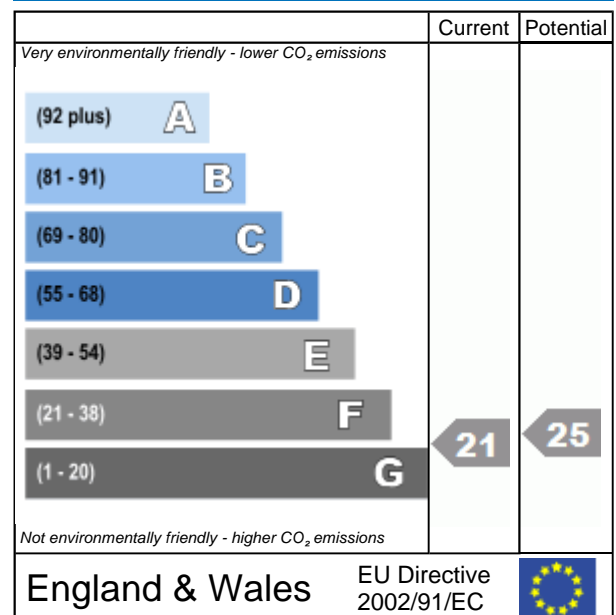 Current Potential
Very environmentally friendly - lower CO₂ emissions
(92 plus) A
(81 - 91) B
(69 - 80) C
(55 - 68) D
(39 - 54) E
(21 - 38) F
(1 - 20) G
21
25
Not environmentally friendly - higher CO₂ emissions
England & Wales
EU Directive
2002/91/EC